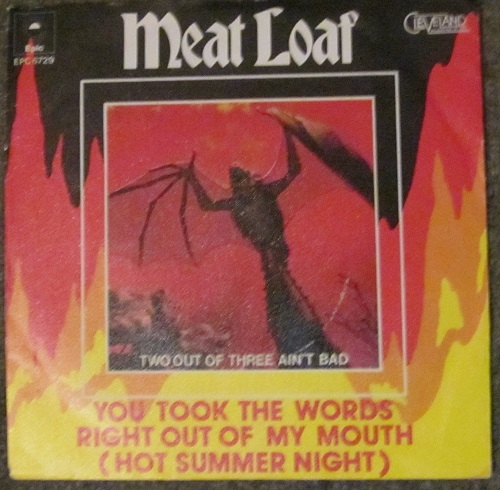 Meat Loaf
CLEVELAND
Epic
EPC 6729
TWO OUT OF THREE AIN'T BAD
YOU TOOK THE WORDS
RIGHT OUT OF MY MOUTH
(HOT SUMMER NIGHT)